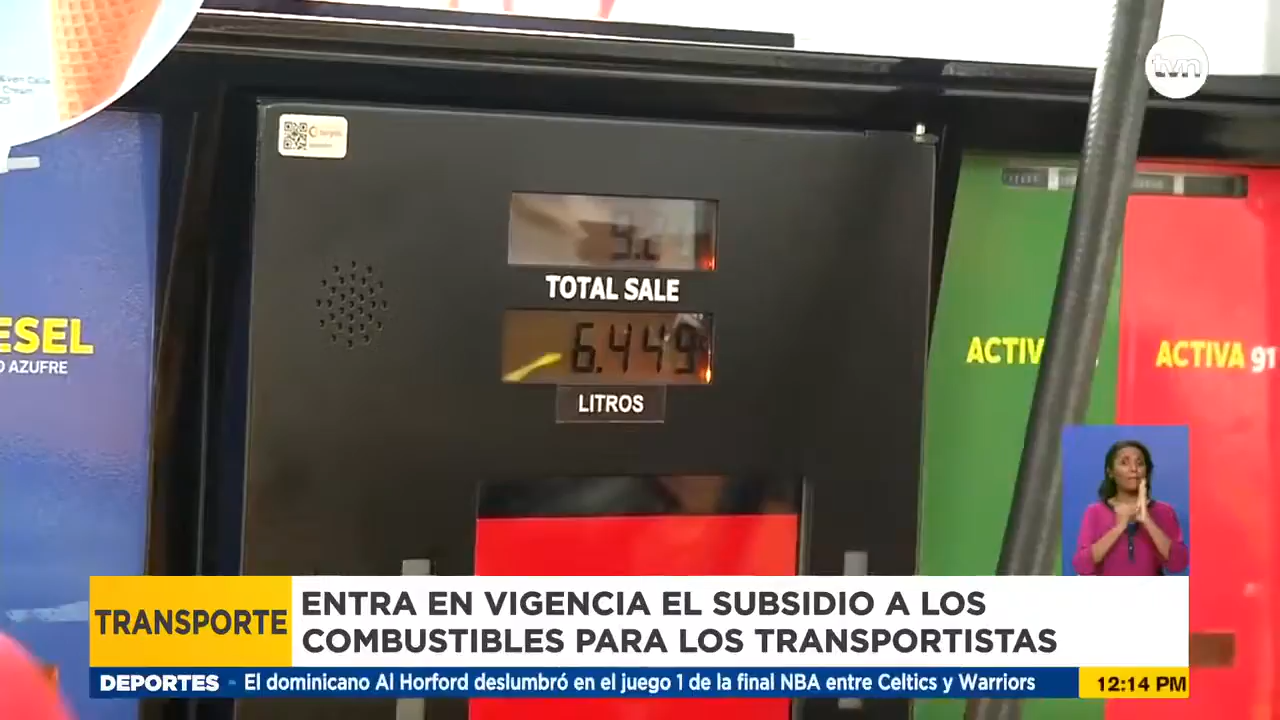 tvn
TOTAL SALE
6.449
LITROS
ESEL
O AZUFRE
ACTIV
ACTIVA 91
TRANSPORTE
ENTRA EN VIGENCIA EL SUBSIDIO A LOS
COMBUSTIBLES PARA LOS TRANSPORTISTAS
DEPORTES - El dominicano Al Horford deslumbró en el juego 1 de la final NBA entre Celtics y Warriors
12:14 PM